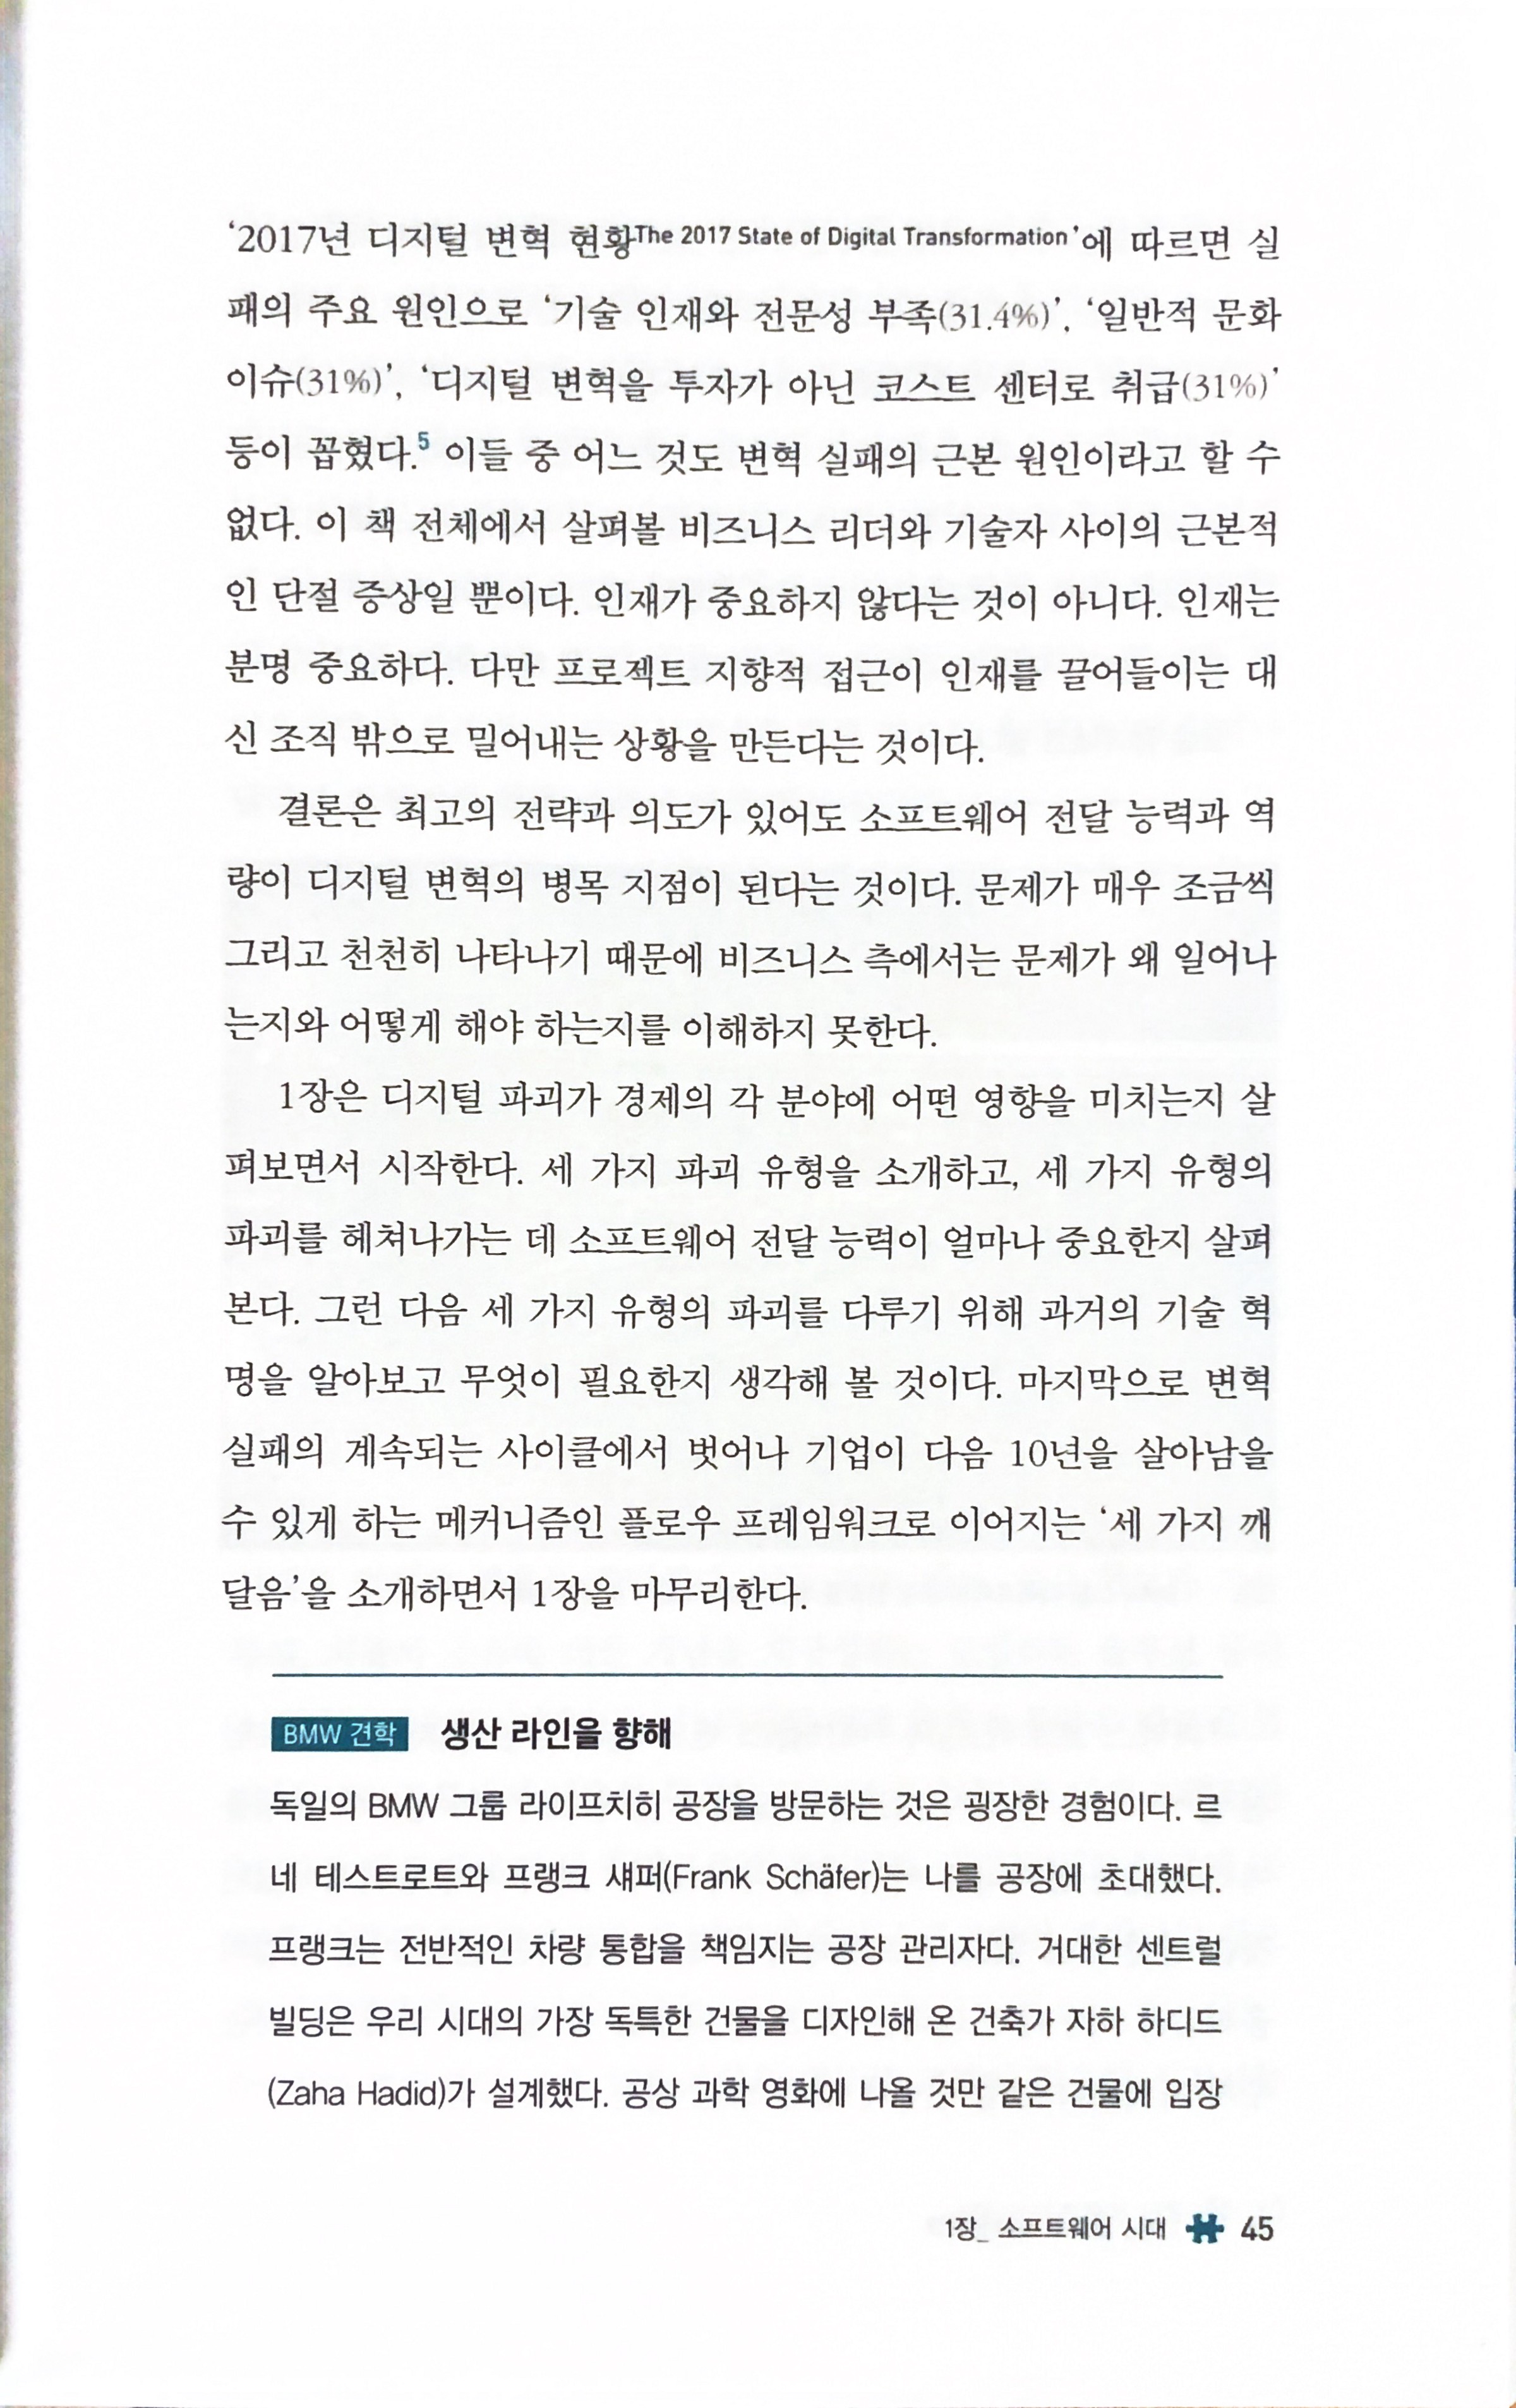 ‘2017년 디지털 변혁 현황The 2017 State of Digital Transformation’에 따르면 실
패의 주요 원인으로 ‘기술 인재와 전문성 부족(31.4%)’, ‘일반적 문화
이슈(31%)’, ‘디지털 변혁을 투자가 아닌 코스트 센터로 취급(31%)’
등이 꼽혔다.5 이들 중 어느 것도 변혁 실패의 근본 원인이라고 할 수
없다. 이 책 전체에서 살펴볼 비즈니스 리더와 기술자 사이의 근본적
인 단절 증상일 뿐이다. 인재가 중요하지 않다는 것이 아니다. 인재는
분명 중요하다. 다만 프로젝트 지향적 접근이 인재를 끌어들이는 대
신 조직 밖으로 밀어내는 상황을 만든다는 것이다.
결론은 최고의 전략과 의도가 있어도 소프트웨어 전달 능력과 역
량이 디지털 변혁의 병목 지점이 된다는 것이다. 문제가 매우 조금씩
그리고 천천히 나타나기 때문에 비즈니스 측에서는 문제가 왜 일어나
는지와 어떻게 해야 하는지를 이해하지 못한다.
1장은 디지털 파괴가 경제의 각 분야에 어떤 영향을 미치는지 살
펴보면서 시작한다. 세 가지 파괴 유형을 소개하고, 세 가지 유형의
파괴를 헤쳐나가는 데 소프트웨어 전달 능력이 얼마나 중요한지 살펴
본다. 그런 다음 세 가지 유형의 파괴를 다루기 위해 과거의 기술 혁
명을 알아보고 무엇이 필요한지 생각해 볼 것이다. 마지막으로 변혁
실패의 계속되는 사이클에서 벗어나 기업이 다음 10년을 살아남을
수 있게 하는 메커니즘인 플로우 프레임워크로 이어지는 ‘세 가지 깨
달음’을 소개하면서 1장을 마무리한다.
BMW 견학 생산 라인을 향해
독일의 BMW 그룹 라이프치히 공장을 방문하는 것은 굉장한 경험이다. 르
네 테스트로트와 프랭크 섀퍼(Frank Schäfer)는 나를 공장에 초대했다.
프랭크는 전반적인 차량 통합을 책임지는 공장 관리자다. 거대한 센트럴
빌딩은 우리 시대의 가장 독특한 건물을 디자인해 온 건축가 자하 하디드
(Zaha Hadid)가 설계했다. 공상 과학 영화에 나올 것만 같은 건물에 입장
1장_ 소프트웨어 시대 45